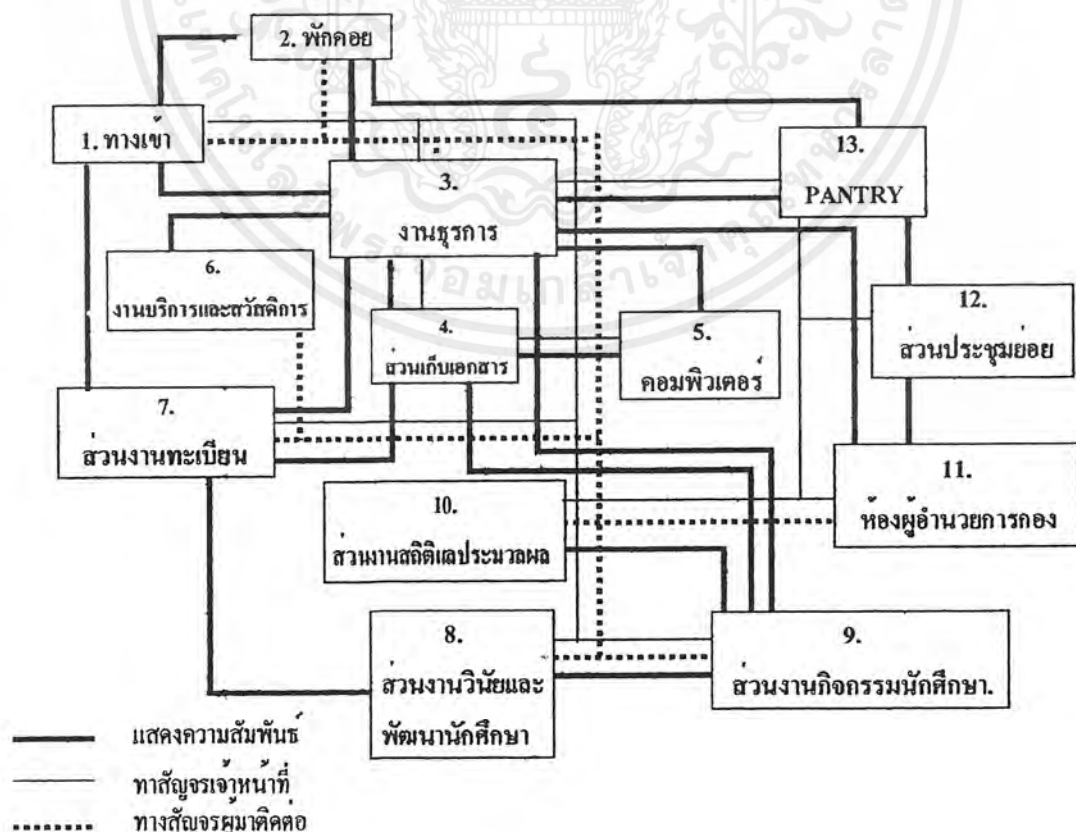 2. พักคอย
1. ทางเข้า
13.
PANTRY
3.
งานธุรการ
6.
งานบริการและสวัสดิการ
4.
ส่วนเก็บเอกสาร
5.
คอมพิวเตอร์
12.
ส่วนประชุมย่อย
7.
ส่วนงานทะเบียน
10.
ส่วนงานสถิติแลประมวลผล
11.
ห้องผู้อำนวยการกอง
8.
ส่วนงานวินัยและ
พัฒนานักศึกษา
9.
ส่วนงานกิจกรรมนักศึกษา.
แสดงความสัมพันธ์
ทาสัญจรเจ้าหน้าที่
ทางสัญจรผู้มาติดต่อ